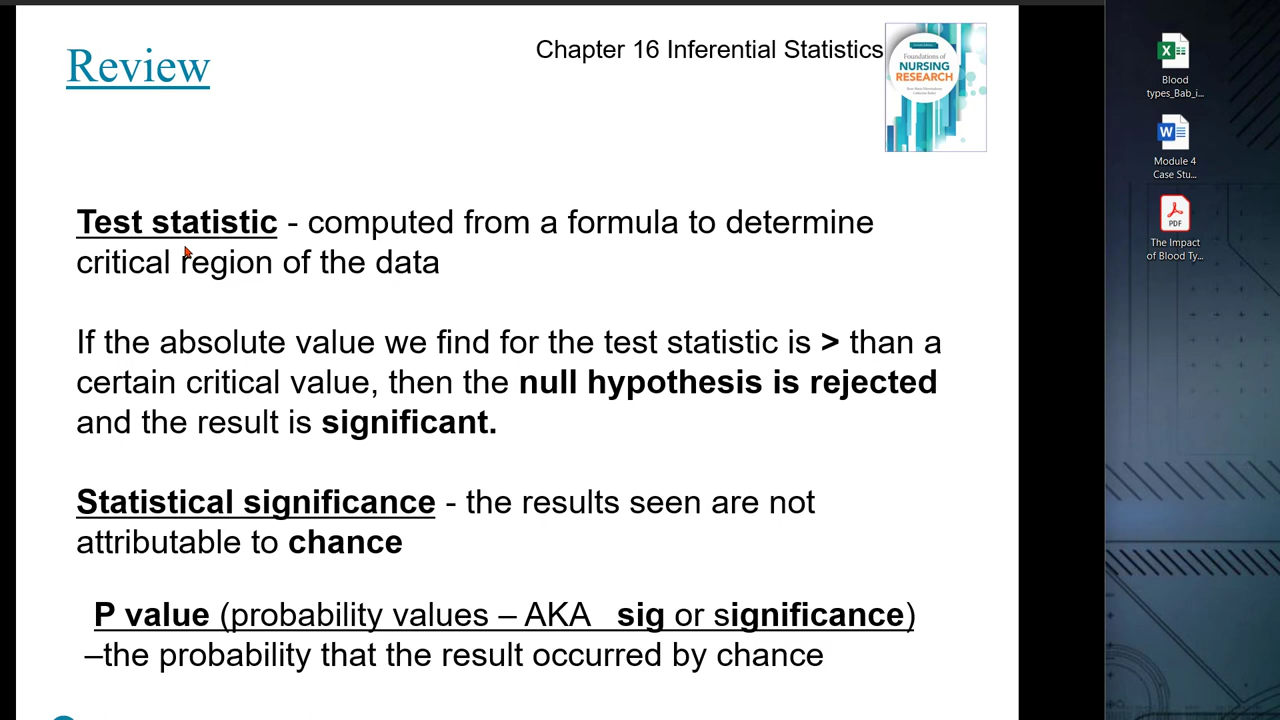 Review
Chapter 16 Inferential Statistics
Foundations of
NURSING
RESEARCH
Test statistic - computed from a formula to determine
critical region of the data
If the absolute value we find for the test statistic is > than a
certain critical value, then the null hypothesis is rejected
and the result is significant.
Statistical significance - the results seen are not
attributable to chance
P value (probability values – AKA sig or significance)
–the probability that the result occurred by chance
Blood
types_Bab_i...
Module 4
Case Stu...
PDF
The Impact
of Blood Ty...